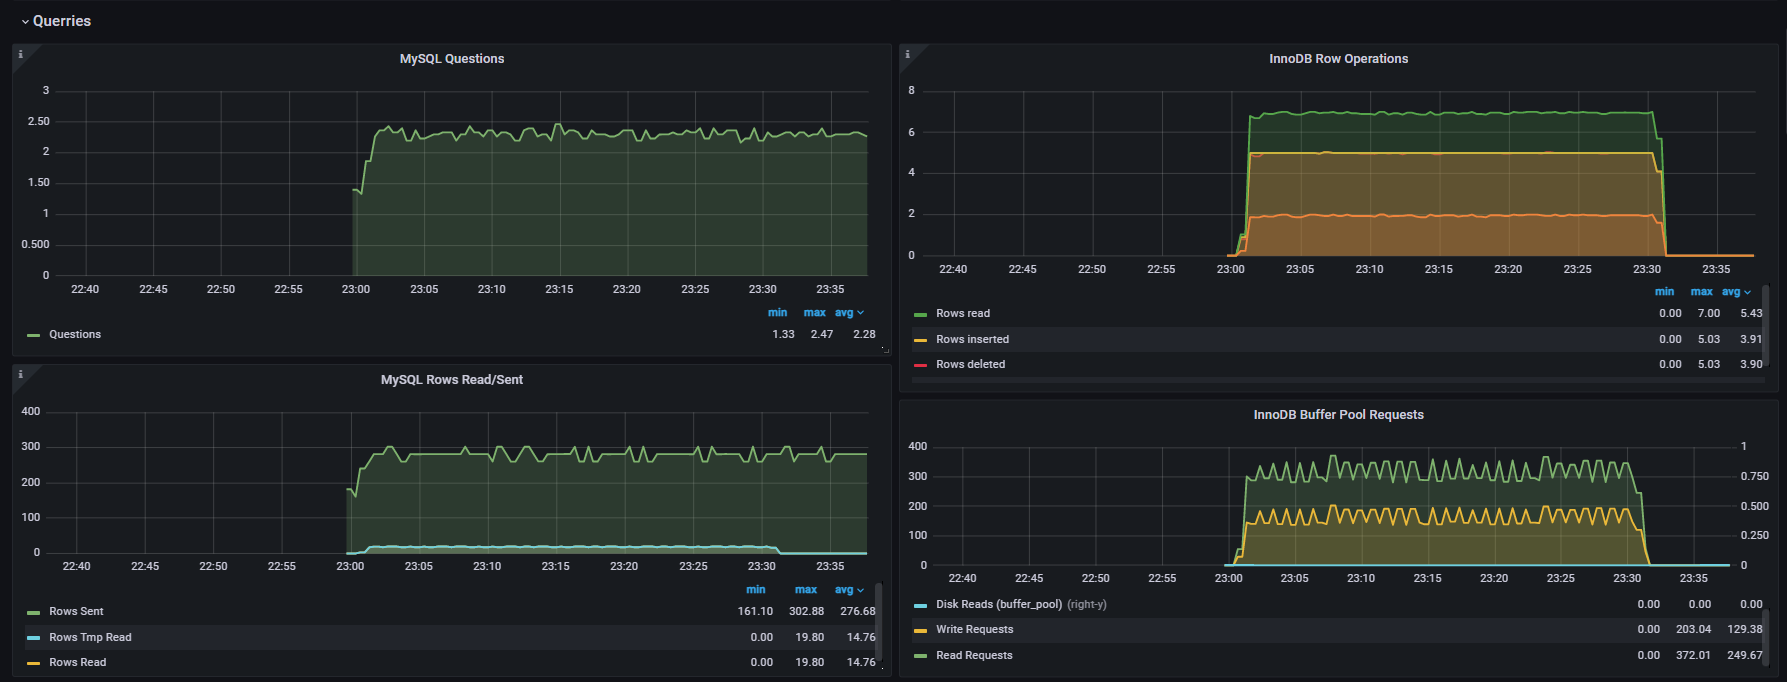 Querries
MySQL Questions
3
2.50
2
1.50
1
0.500
0
22:40 22:45 22:50 22:55 23:00 23:05 23:10 23:15 23:20 23:25 23:30 23:35
min max avg
Questions 1.33 2.47 2.28
InnoDB Row Operations
8
6
4
2
0
22:40 22:45 22:50 22:55 23:00 23:05 23:10 23:15 23:20 23:25 23:30 23:35
min max avg
Rows read 0.00 7.00 5.43
Rows inserted 0.00 5.03 3.91
Rows deleted 0.00 5.03 3.90
MySQL Rows Read/Sent
400
300
200
100
0
22:40 22:45 22:50 22:55 23:00 23:05 23:10 23:15 23:20 23:25 23:30 23:35
min max avg
Rows Sent 161.10 302.88 276.68
Rows Tmp Read 0.00 19.80 14.76
Rows Read 0.00 19.80 14.76
InnoDB Buffer Pool Requests
400 1
300 0.750
200 0.500
100 0.250
0 0
22:40 22:45 22:50 22:55 23:00 23:05 23:10 23:15 23:20 23:25 23:30 23:35
Disk Reads (buffer_pool) (right-y) 0.00 0.00 0.00
Write Requests 0.00 203.04 129.38
Read Requests 0.00 372.01 249.67